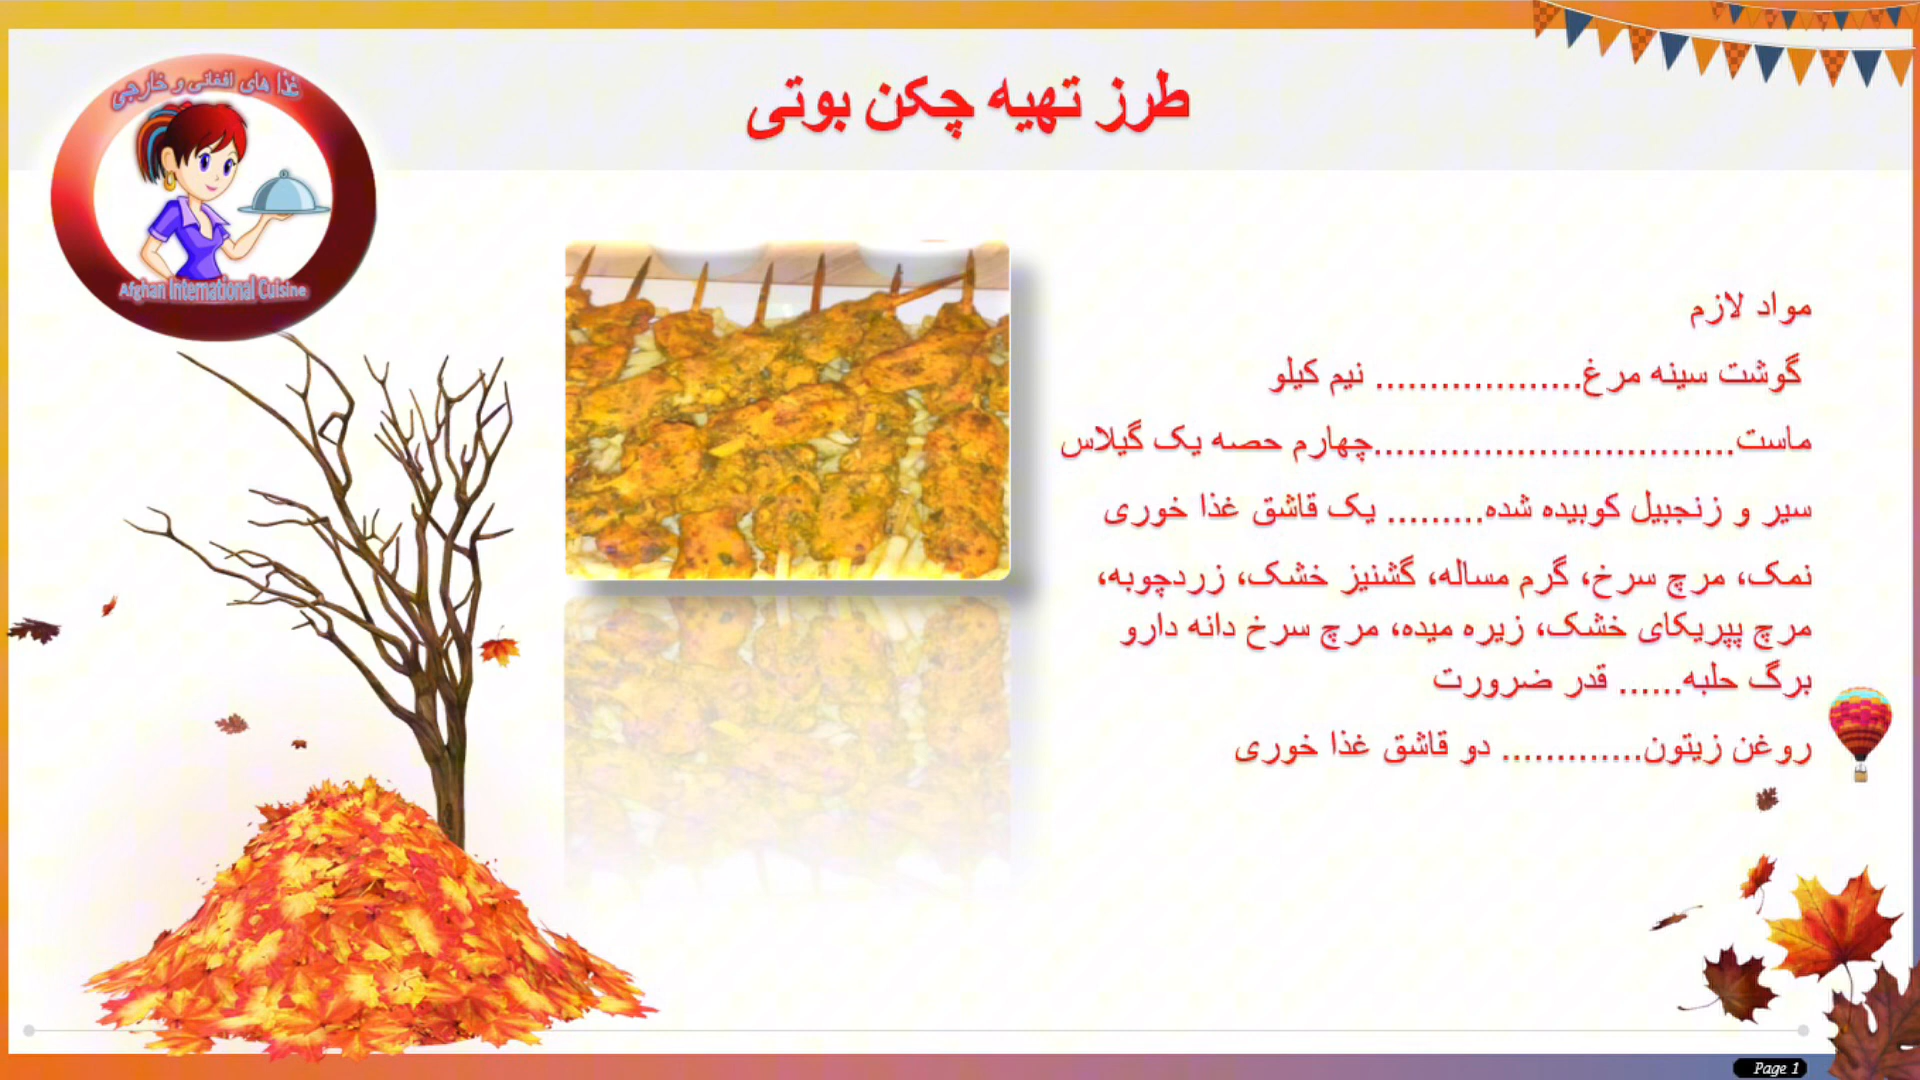 غذا های افغانی و خارجی
Afghan International Cuisine
طرز تهیه چکن بوتی
مواد لازم
گوشت سینه مرغ................... نیم کیلو
ماست.................................چهارم حصه یک گیلاس
سیر و زنجبیل کوبیده شده......... یک قاشق غذا خوری
نمک، مرچ سرخ، گرم مساله، گشنیز خشک، زردچوبه،
مرچ پپریکای خشک، زیره میده، مرچ سرخ دانه دارو
برگ حلبه...... قدر ضرورت
روغن زیتون............. دو قاشق غذا خوری
Page 1